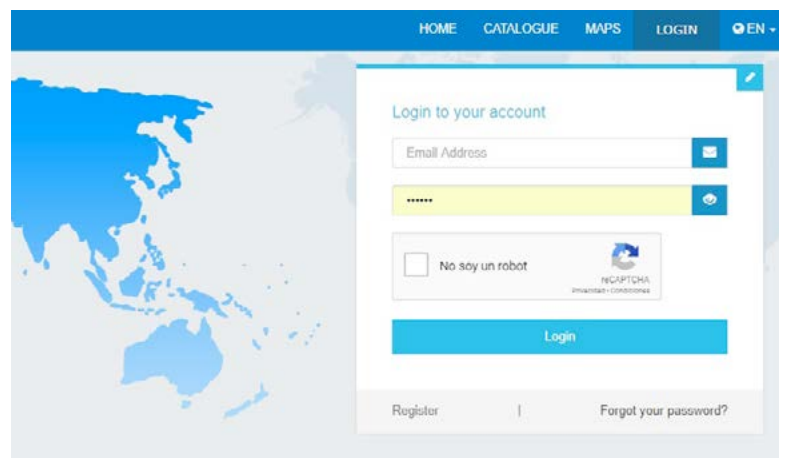 HOME CATALOGUE MAPS LOGIN EN
Login to your account
Email Address
••••••
No soy un robot
reCAPTCHA
Privacidad - Condiciones
Login
Register | Forgot your password?